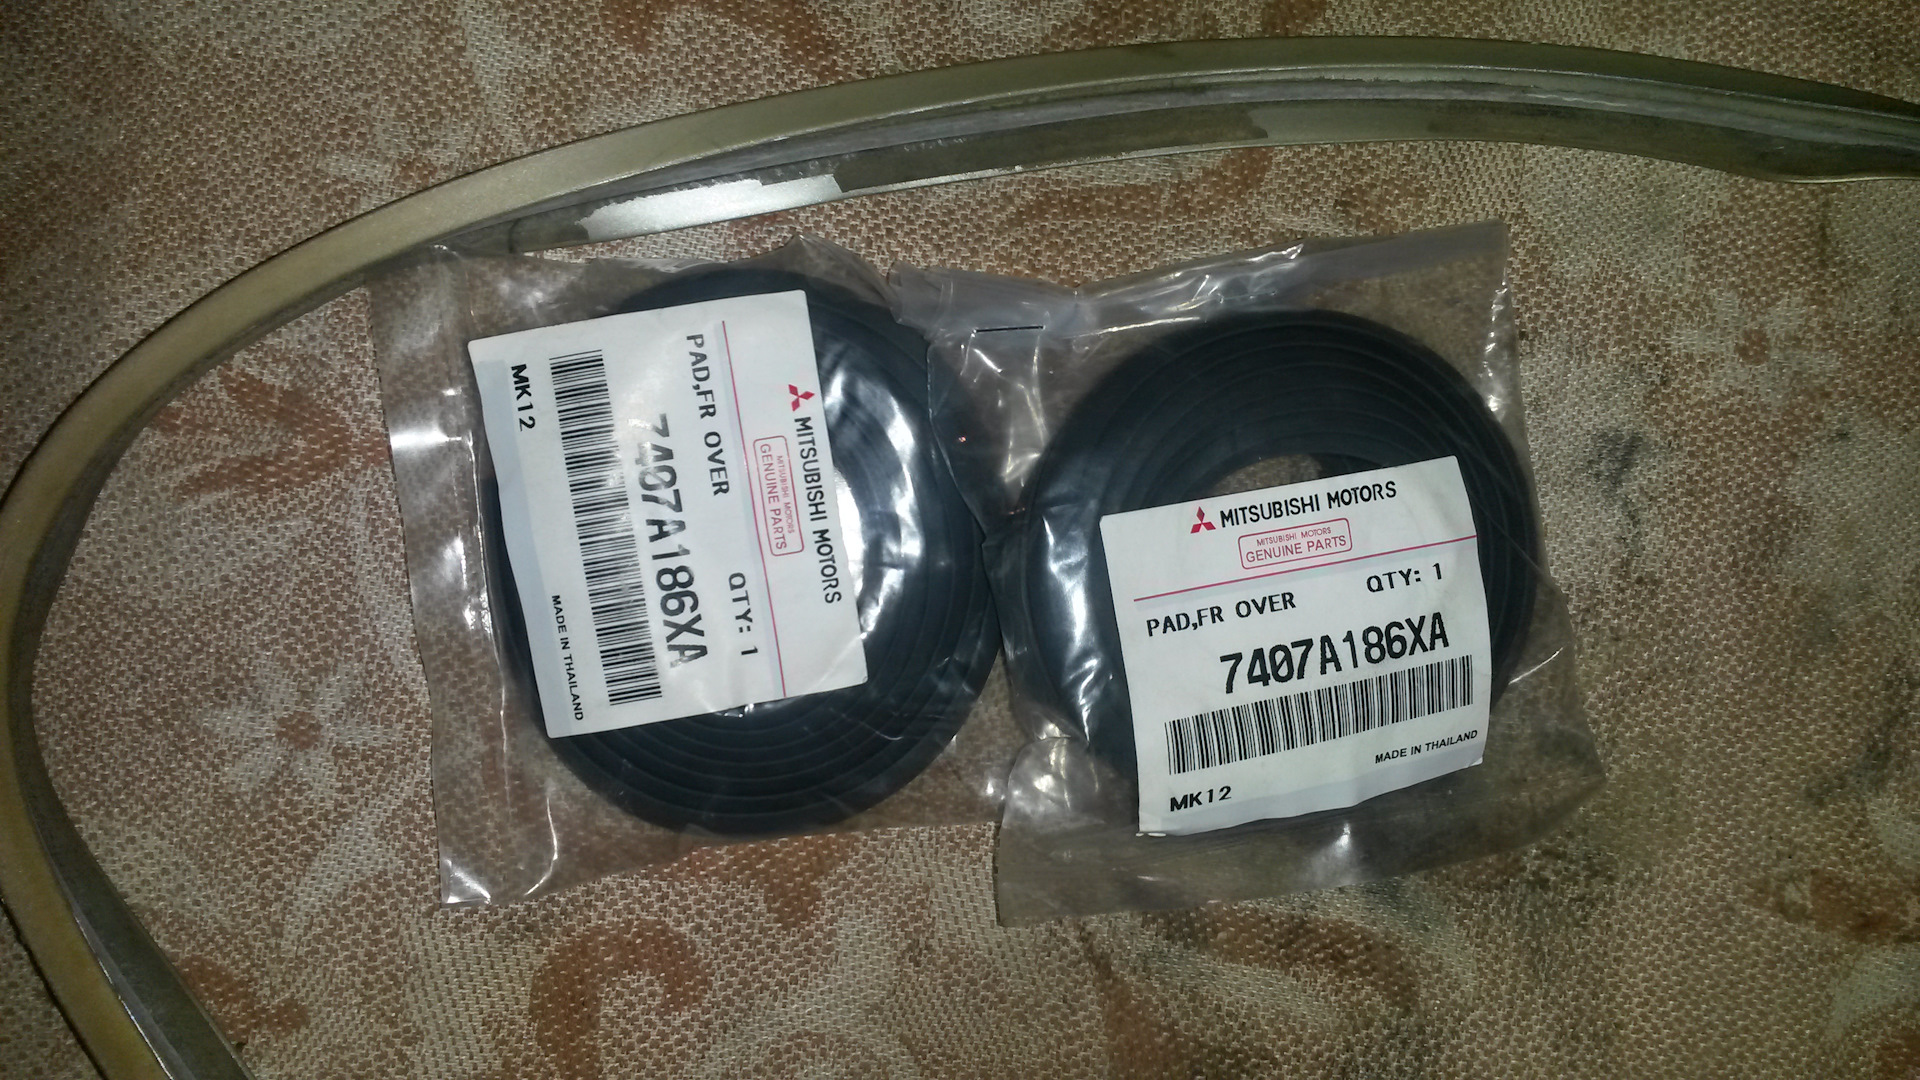 MITSUBISHI MOTORS
MITSUBISHI MOTORS
GENUINE PARTS
PAD,FR OVER QTY: 1
7407A186XA
MADE IN THAILAND
MK12
MITSUBISHI MOTORS
MITSUBISHI MOTORS
GENUINE PARTS
QTY: 1
PAD,FR OVER
7407A186XA
MADE IN THAILAND
MK12